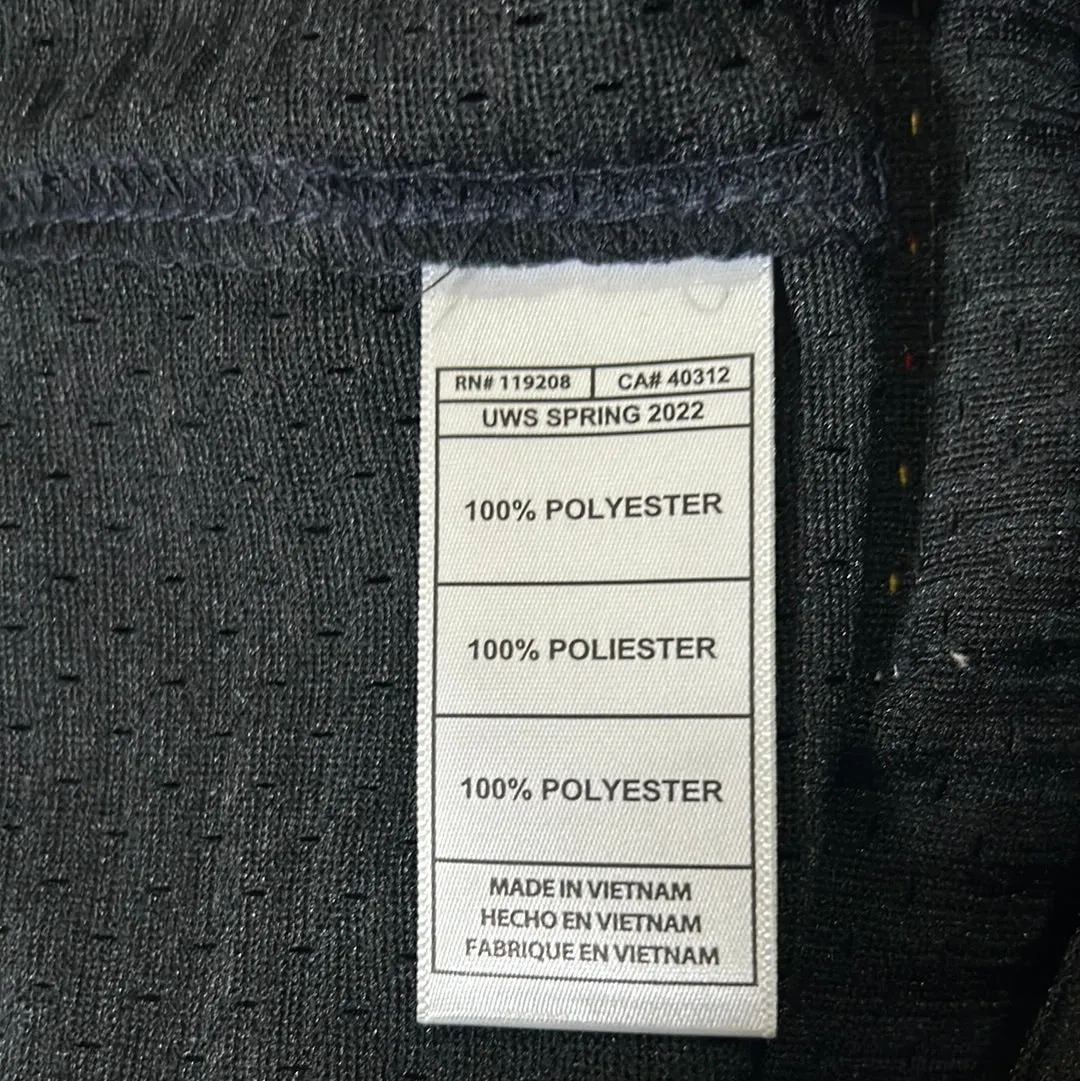 RN# 119208 CA# 40312
UWS SPRING 2022
100% POLYESTER
100% POLIESTER
100% POLYESTER
MADE IN VIETNAM
HECHO EN VIETNAM
FABRIQUE EN VIETNAM